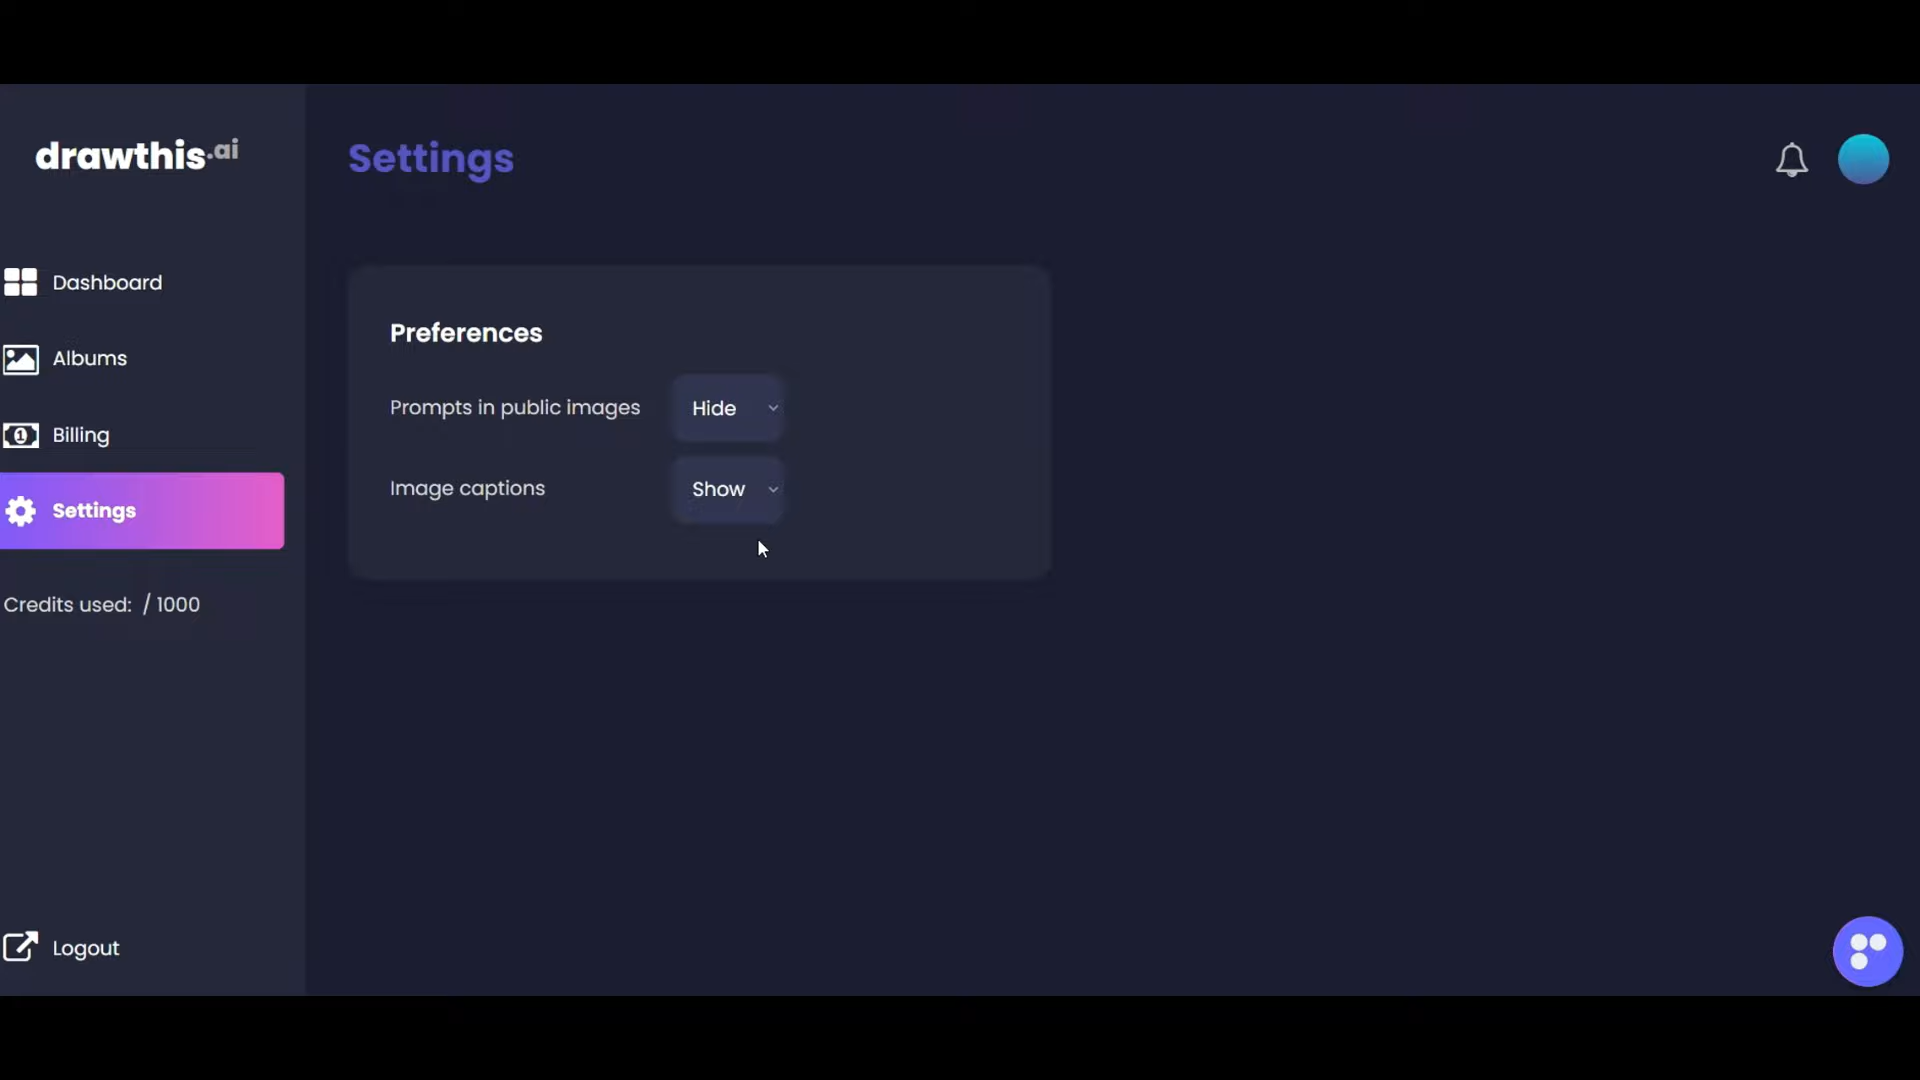 drawthis.ai
Settings
Dashboard
Albums
Billing
Settings
Credits used: / 1000
Logout
Preferences
Prompts in public images Hide
Image captions Show